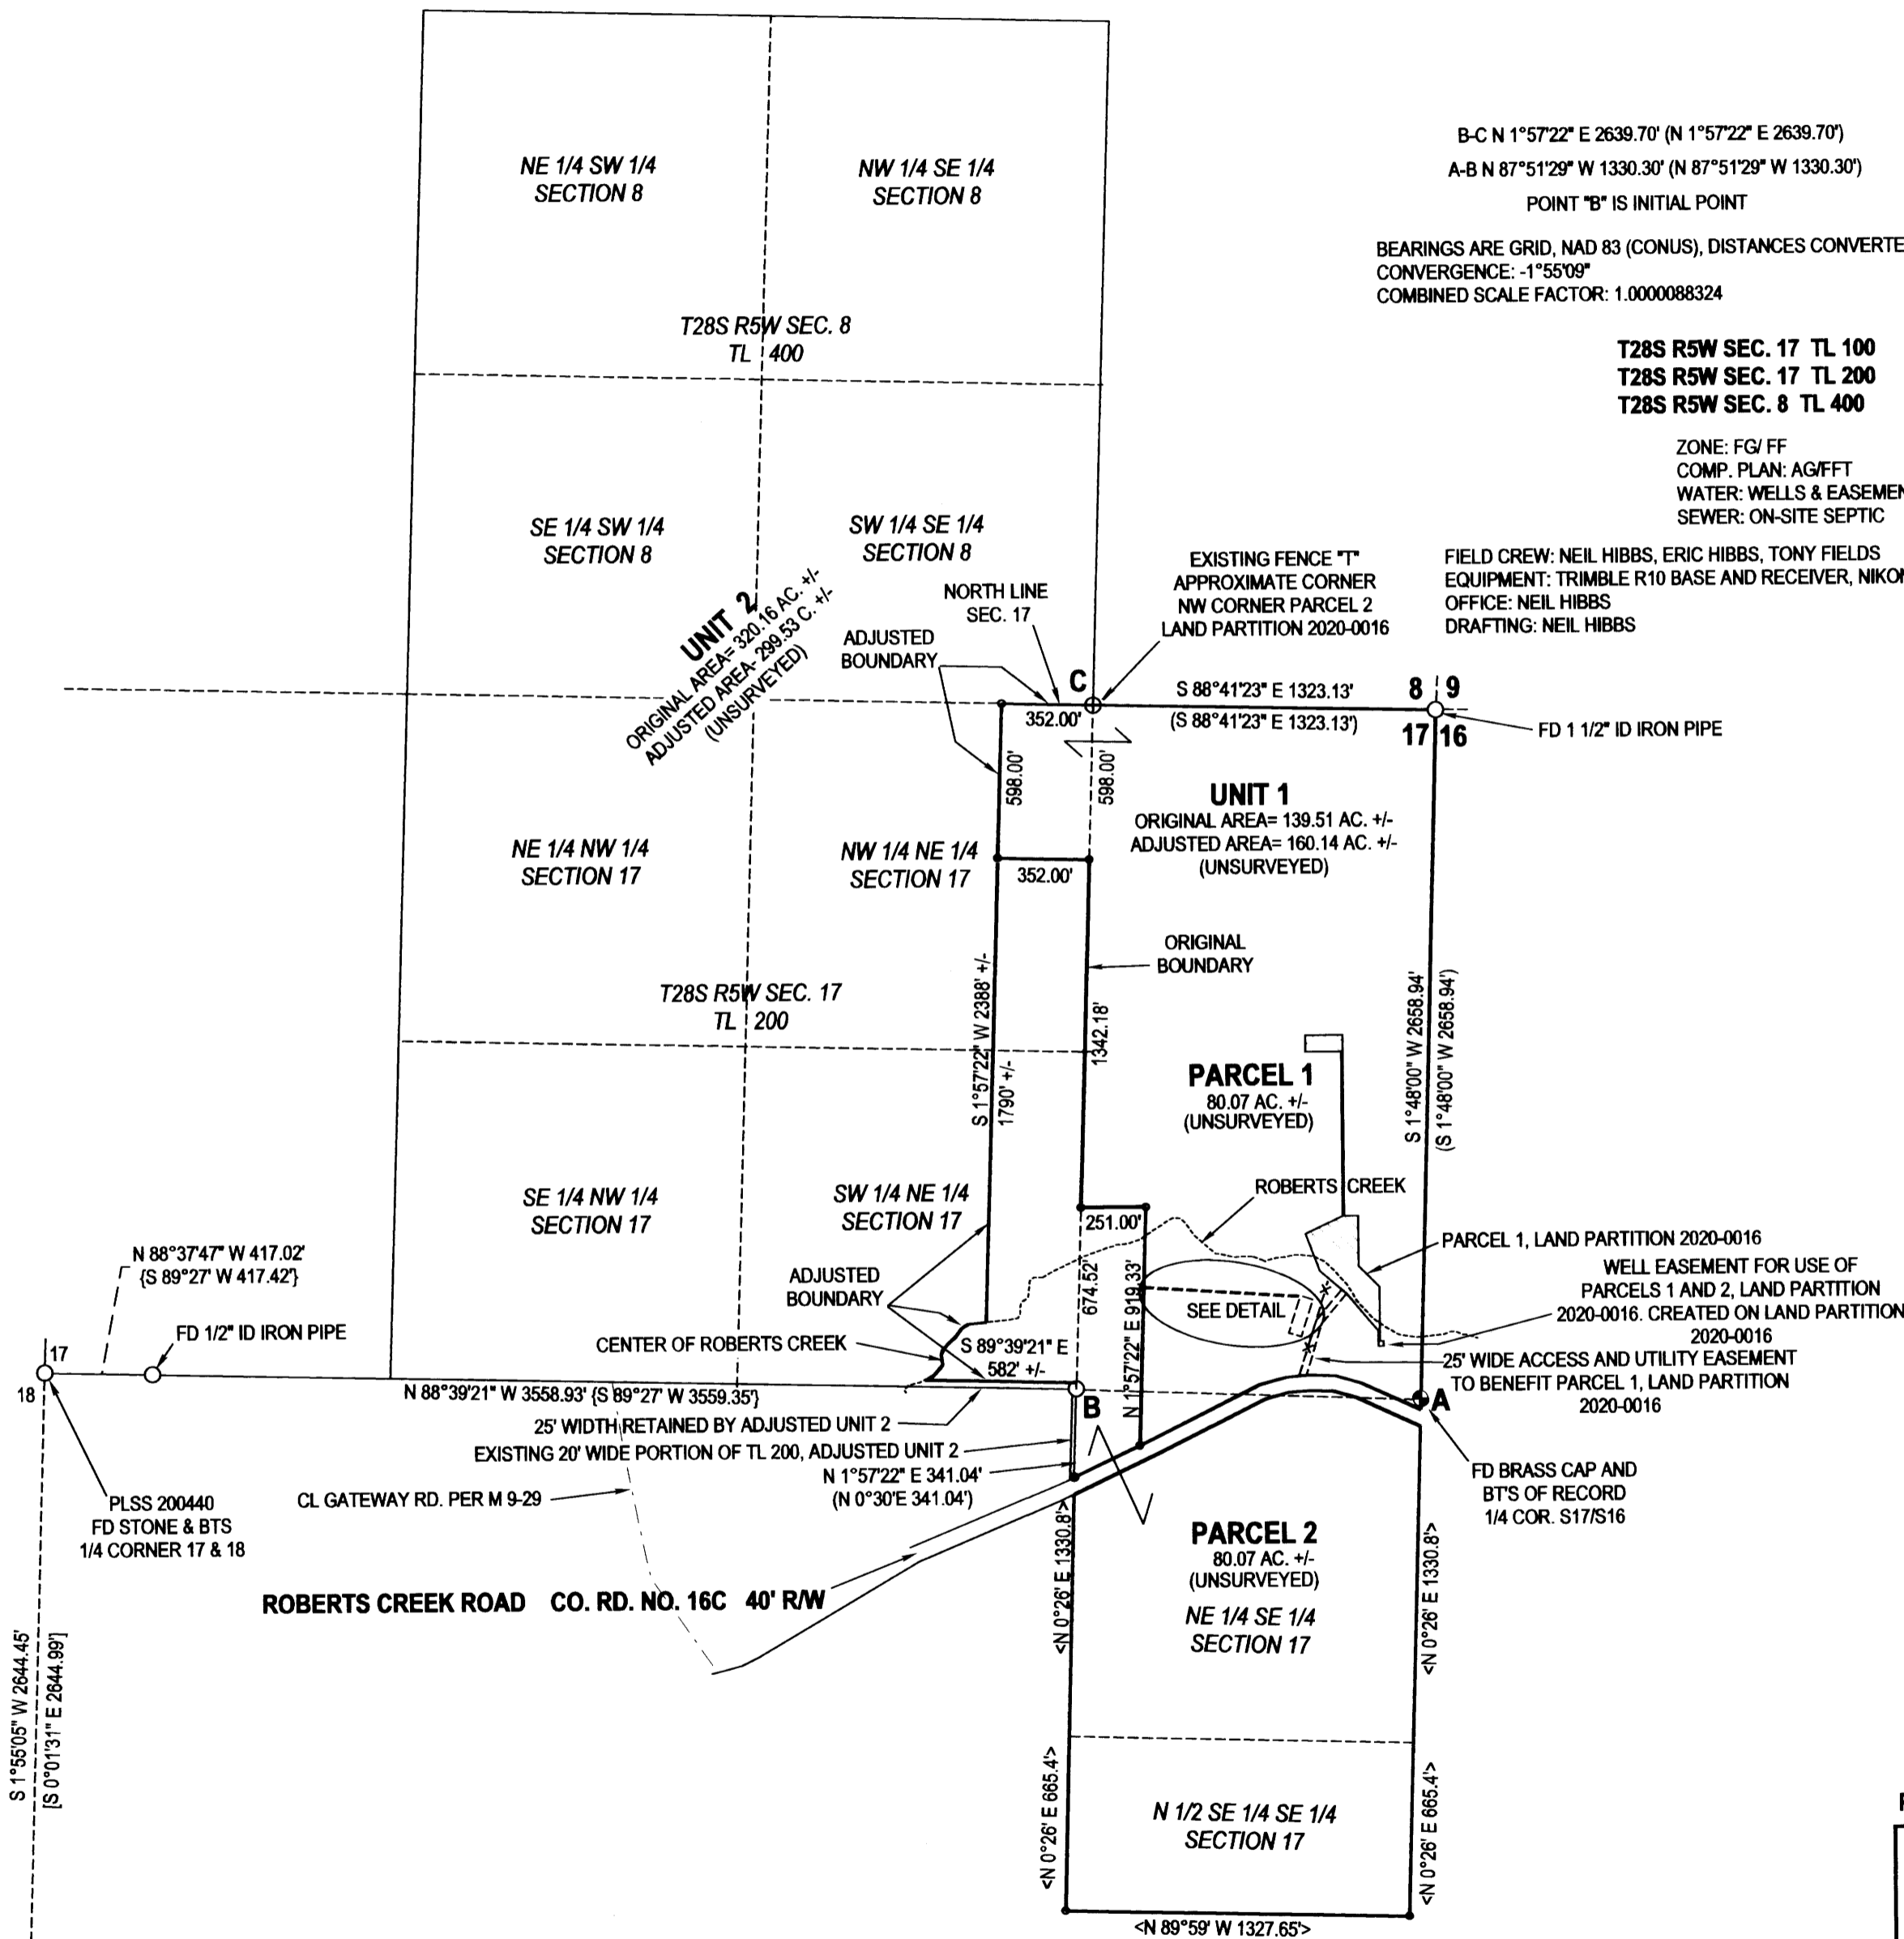 NE 1/4 SW 1/4
SECTION 8
NW 1/4 SE 1/4
SECTION 8
B-C N 1°57'22" E 2639.70' (N 1°57'22" E 2639.70')
A-B N 87°51'29" W 1330.30' (N 87°51'29" W 1330.30')
POINT "B" IS INITIAL POINT
BEARINGS ARE GRID, NAD 83 (CONUS), DISTANCES CONVERTE
CONVERGENCE: -1°55'09"
COMBINED SCALE FACTOR: 1.0000088324
T28S R5W SEC. 8
TL 400
T28S R5W SEC. 17 TL 100
T28S R5W SEC. 17 TL 200
T28S R5W SEC. 8 TL 400
ZONE: FG/ FF
COMP. PLAN: AG/FFT
WATER: WELLS & EASEMEN
SEWER: ON-SITE SEPTIC
FIELD CREW: NEIL HIBBS, ERIC HIBBS, TONY FIELDS
EQUIPMENT: TRIMBLE R10 BASE AND RECEIVER, NIKON
OFFICE: NEIL HIBBS
DRAFTING: NEIL HIBBS
SE 1/4 SW 1/4
SECTION 8
SW 1/4 SE 1/4
SECTION 8
UNIT 2
ORIGINAL AREA= 320.16 AC. +/-
ADJUSTED AREA- 299.53 C. +/-
(UNSURVEYED)
NORTH LINE
SEC. 17
ADJUSTED
BOUNDARY
EXISTING FENCE "T"
APPROXIMATE CORNER
NW CORNER PARCEL 2
LAND PARTITION 2020-0016
C
352.00'
S 88°41'23" E 1323.13'
(S 88°41'23" E 1323.13')
8 9
17 16
FD 1 1/2" ID IRON PIPE
598.00'
598.00'
UNIT 1
ORIGINAL AREA= 139.51 AC. +/-
ADJUSTED AREA= 160.14 AC. +/-
(UNSURVEYED)
NE 1/4 NW 1/4
SECTION 17
NW 1/4 NE 1/4
SECTION 17
352.00'
ORIGINAL
BOUNDARY
T28S R5W SEC. 17
TL 200
S 1°57'22" W 2388' +/-
1790' +/-
1342.18'
S 1°48'00" W 2658.94'
(S 1°48'00" W 2658.94')
PARCEL 1
80.07 AC. +/-
(UNSURVEYED)
SE 1/4 NW 1/4
SECTION 17
SW 1/4 NE 1/4
SECTION 17
251.00'
ROBERTS CREEK
PARCEL 1, LAND PARTITION 2020-0016
WELL EASEMENT FOR USE OF
PARCELS 1 AND 2, LAND PARTITION
2020-0016. CREATED ON LAND PARTITION
2020-0016
25' WIDE ACCESS AND UTILITY EASEMENT
TO BENEFIT PARCEL 1, LAND PARTITION
2020-0016
N 88°37'47" W 417.02'
{S 89°27' W 417.42'}
ADJUSTED
BOUNDARY
674.52'
N 1°57'22" E 919.33'
SEE DETAIL
FD 1/2" ID IRON PIPE
CENTER OF ROBERTS CREEK
S 89°39'21" E
582' +/-
17
18
N 88°39'21" W 3558.93' {S 89°27' W 3559.35'}
B
A
25' WIDTH RETAINED BY ADJUSTED UNIT 2
EXISTING 20' WIDE PORTION OF TL 200, ADJUSTED UNIT 2
N 1°57'22" E 341.04'
(N 0°30'E 341.04')
CL GATEWAY RD. PER M 9-29
PLSS 200440
FD STONE & BTS
1/4 CORNER 17 & 18
FD BRASS CAP AND
BT'S OF RECORD
1/4 COR. S17/S16
ROBERTS CREEK ROAD CO. RD. NO. 16C 40' R/W
PARCEL 2
80.07 AC. +/-
(UNSURVEYED)
NE 1/4 SE 1/4
SECTION 17
<N 0°26' E 1330.8'>
<N 0°26' E 1330.8'>
S 1°55'05" W 2644.45'
[S 0°01'31" E 2644.99']
N 1/2 SE 1/4 SE 1/4
SECTION 17
<N 0°26' E 665.4'>
<N 0°26' E 665.4'>
<N 89°59' W 1327.65'>